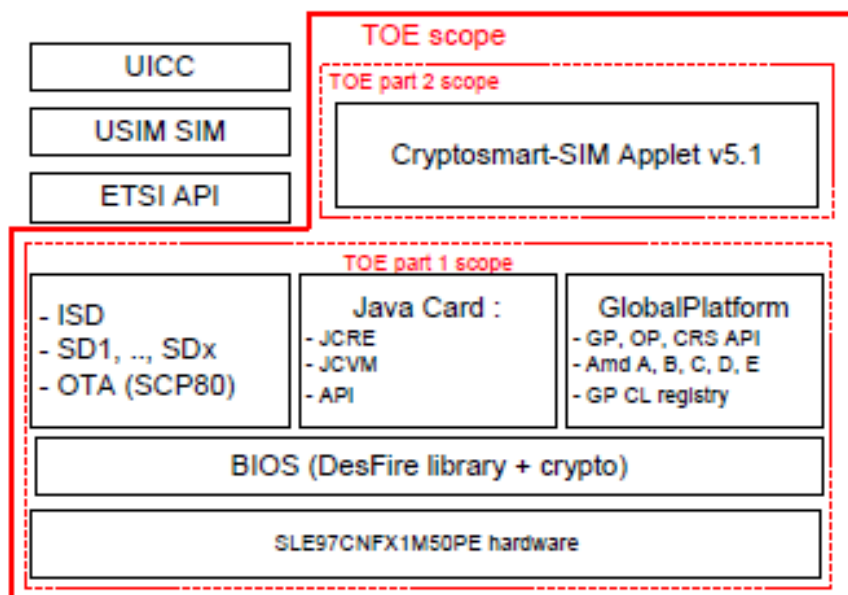 TOE scope
UICC
TOE part 2 scope
USIM SIM
Cryptosmart-SIM Applet v5.1
ETSI API
TOE part 1 scope
- ISD
- SD1, .., SDx
- OTA (SCP80)
Java Card :
- JCRE
- JCVM
- API
GlobalPlatform
- GP, OP, CRS API
- Amd A, B, C, D, E
- GP CL registry
BIOS (DesFire library + crypto)
SLE97CNFX1M50PE hardware